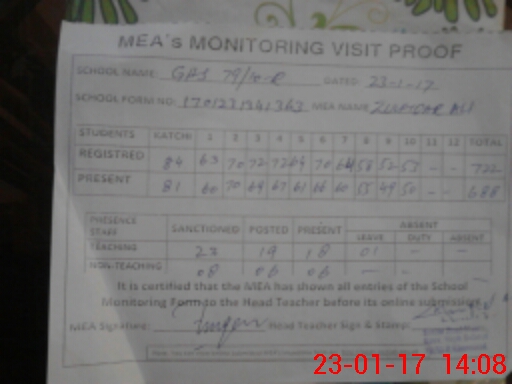 MEA's MONITORING VISIT PROOF
SCHOOL NAME GHS 79/10-R DATED 23-1-17
SCHOOL FORM NO: MEA NAME
STUDENTS KATCHI 1 2 3 4 5 6 7 8 9 10 11 12 TOTAL
REGISTRED 84 63 70 72 72 69 70 64 58 52 53 - - 722
PRESENT 81 60 70 69 67 61 66 60 55 49 50 - - 688
PRESENCE STAFF SANCTIONED POSTED PRESENT ABSENT
LEAVE DUTY ABSENT
TEACHING 23 19 18 01 - -
NON-TEACHING 08 06 06 - - -
It is certified that the MEA has shown all entries of the School
Monitoring Form to the Head Teacher before its online submission
MEA Signature: Head Teacher Sign & Stamp:
23-01-17 14:08